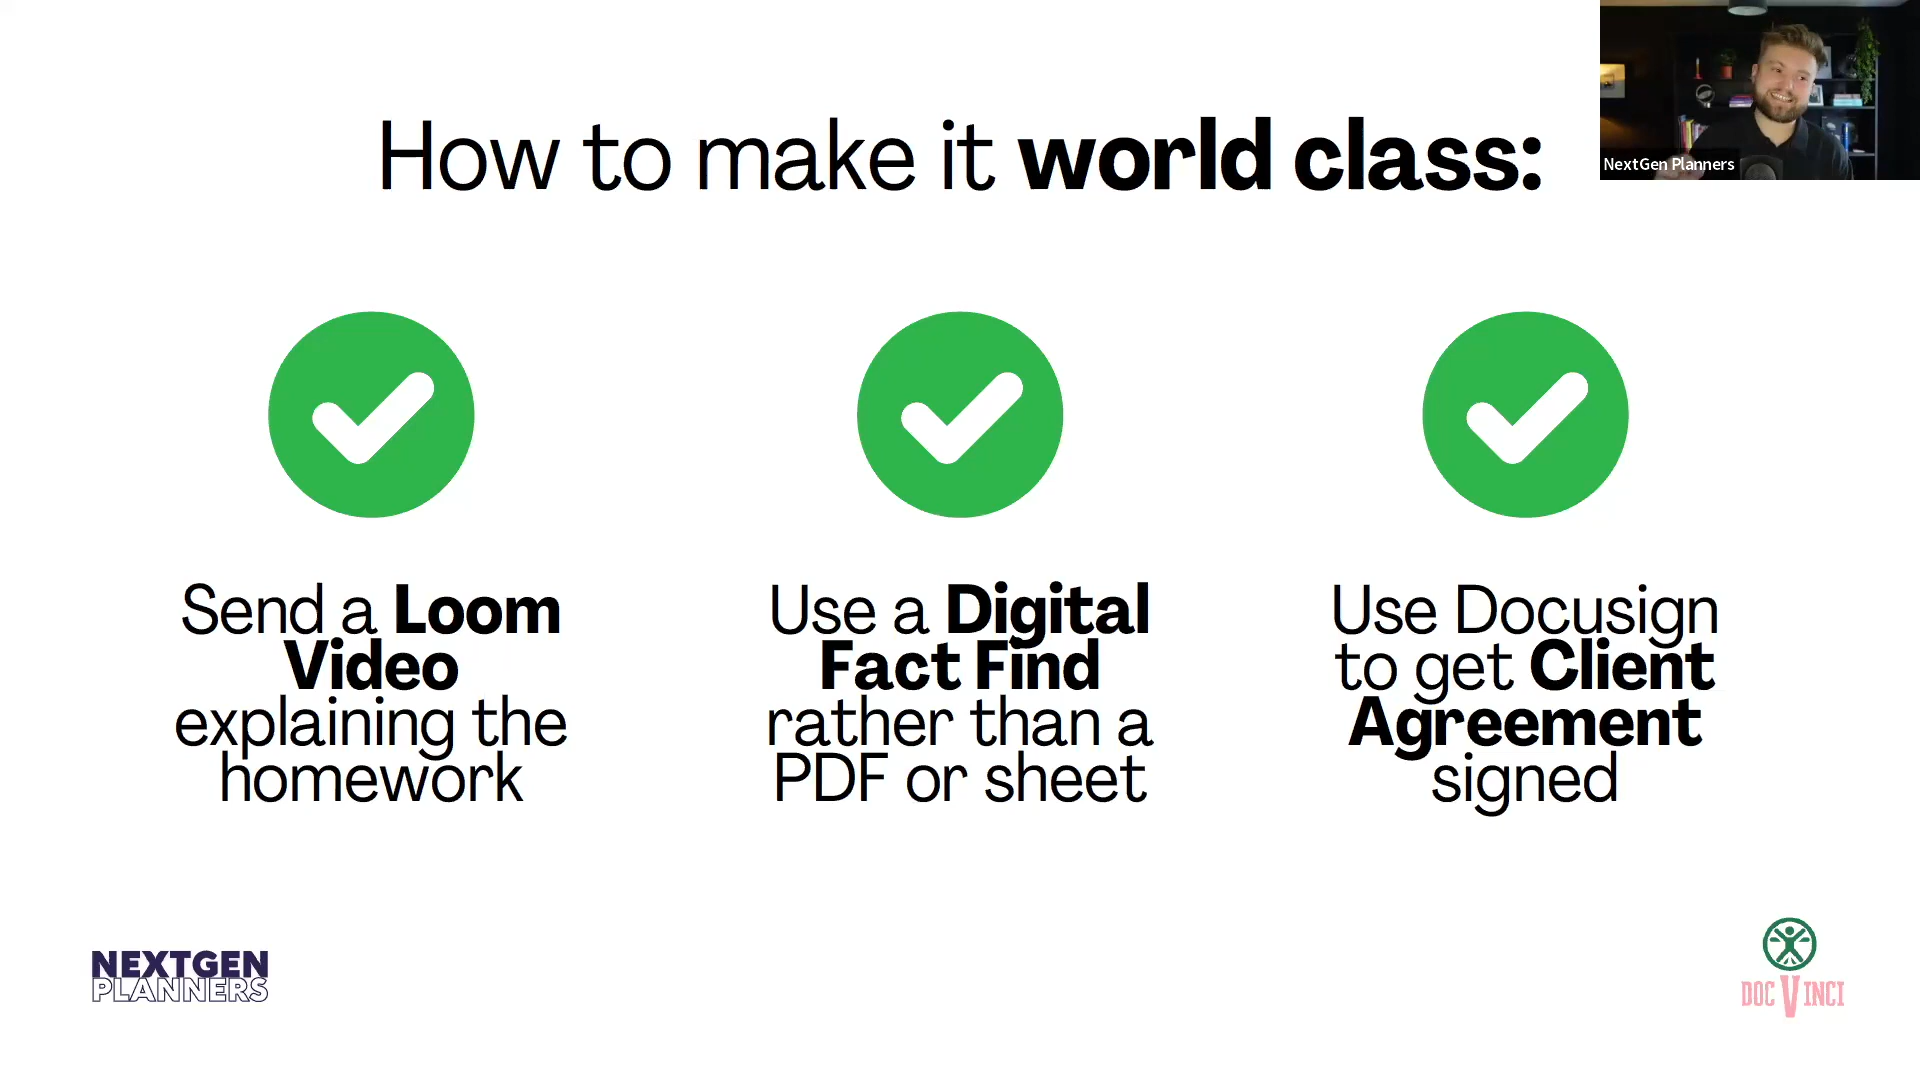 How to make it world class:
NextGen Planners
Send a Loom
Video
explaining the
homework
Use a Digital
Fact Find
rather than a
PDF or sheet
Use Docusign
to get Client
Agreement
signed
NEXTGEN
PLANNERS
DOC VINCI